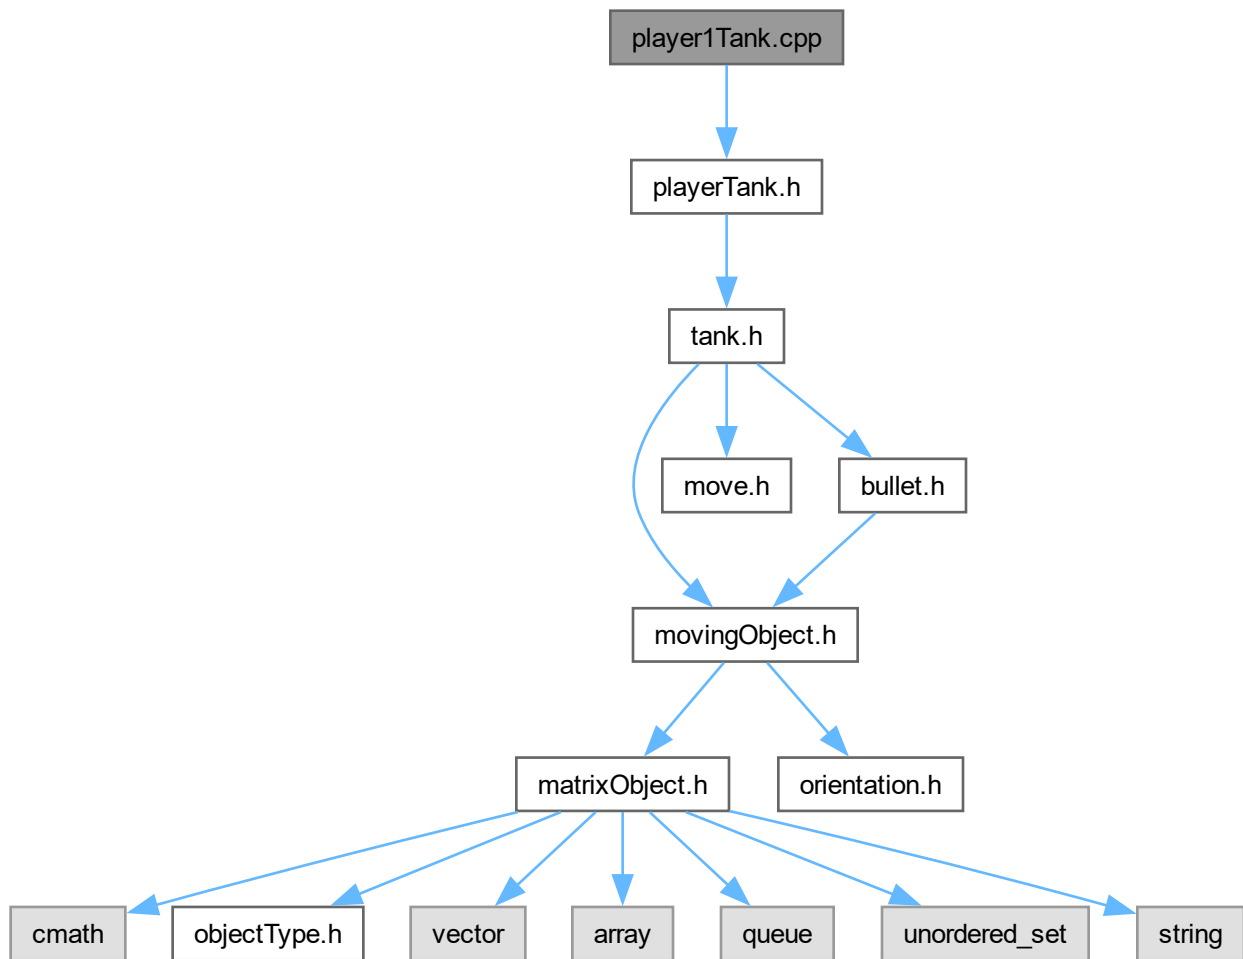 player1Tank.cpp
playerTank.h
tank.h
move.h
bullet.h
movingObject.h
matrixObject.h
orientation.h
cmath
objectType.h
vector
array
queue
unordered_set
string